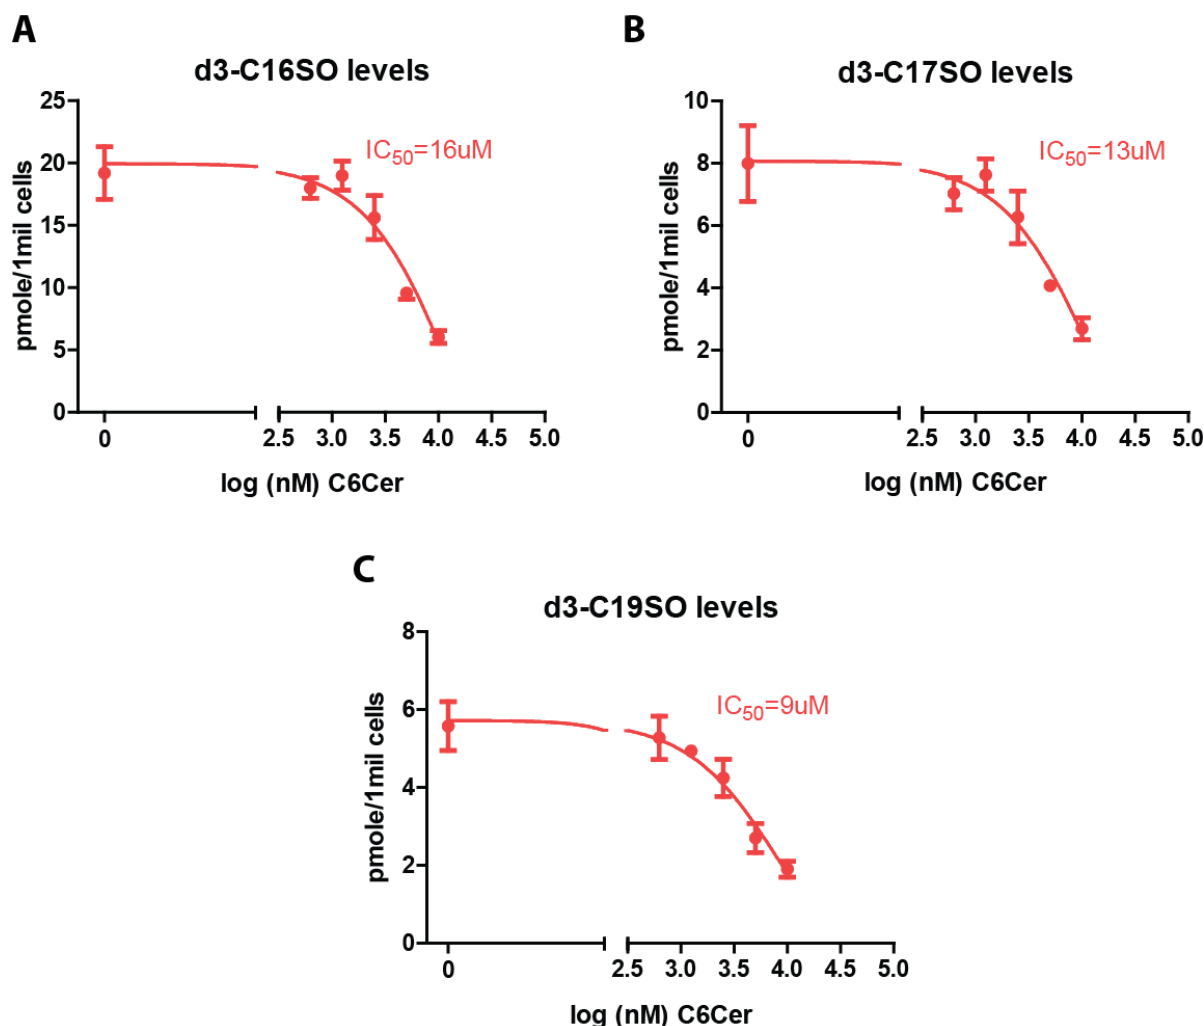 A
d3-C16SO levels
pmole/1mil cells
25
20
15
10
5
0
IC50=16uM
0 2.5 3.0 3.5 4.0 4.5 5.0
log (nM) C6Cer
B
d3-C17SO levels
pmole/1mil cells
10
8
6
4
2
0
IC50=13uM
0 2.5 3.0 3.5 4.0 4.5 5.0
log (nM) C6Cer
C
d3-C19SO levels
pmole/1mil cells
8
6
4
2
0
IC50=9uM
0 2.5 3.0 3.5 4.0 4.5 5.0
log (nM) C6Cer